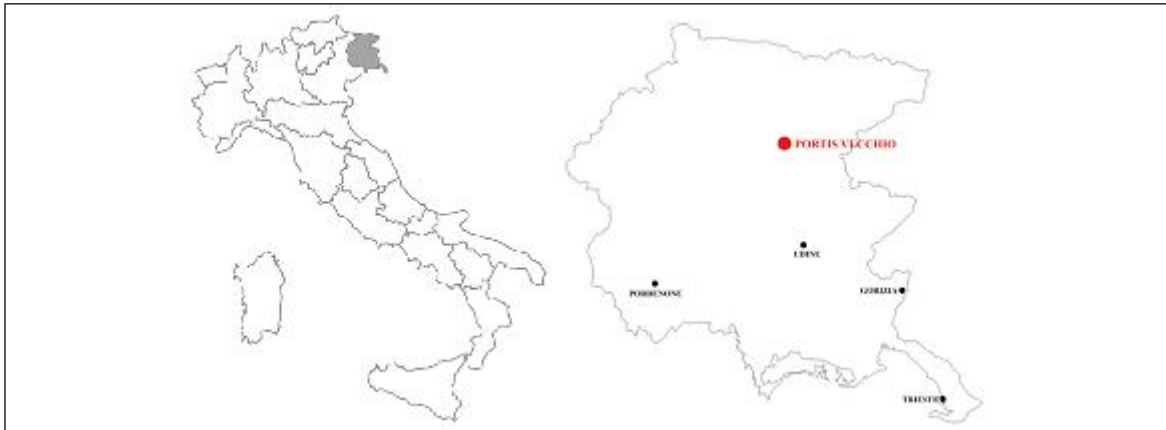 PORTIS VECCHIO
UDINE
PORDENONE
GORIZIA
TRIESTE